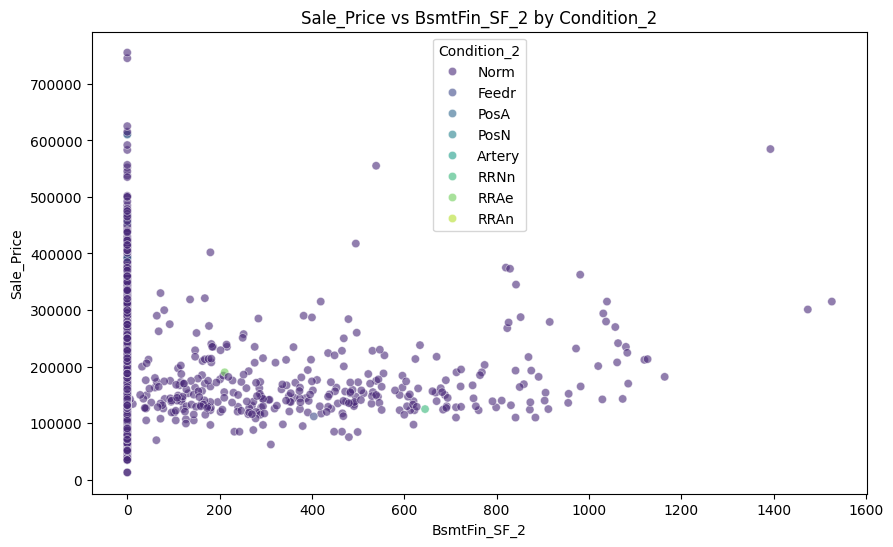 Sale_Price vs BsmtFin_SF_2 by Condition_2
Condition_2
Norm
Feedr
PosA
PosN
Artery
RRNn
RRAe
RRAn
700000
600000
500000
400000
300000
200000
100000
0
Sale_Price
0 200 400 600 800 1000 1200 1400 1600
BsmtFin_SF_2